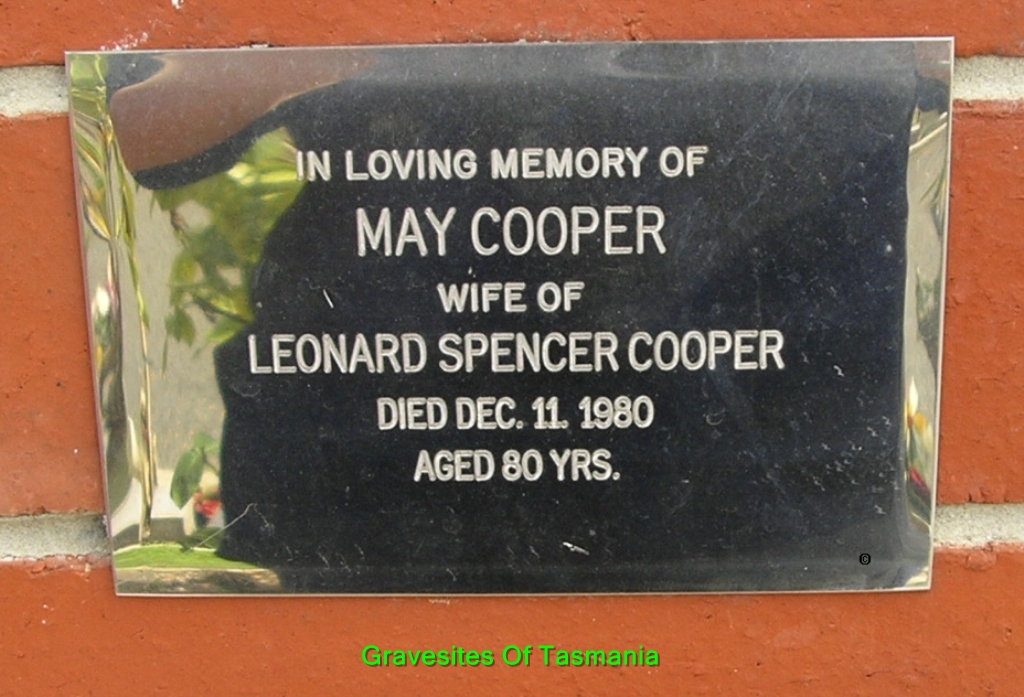 IN LOVING MEMORY OF
MAY COOPER
WIFE OF
LEONARD SPENCER COOPER
DIED DEC. 11. 1980
AGED 80 YRS.
©
Gravesites Of Tasmania